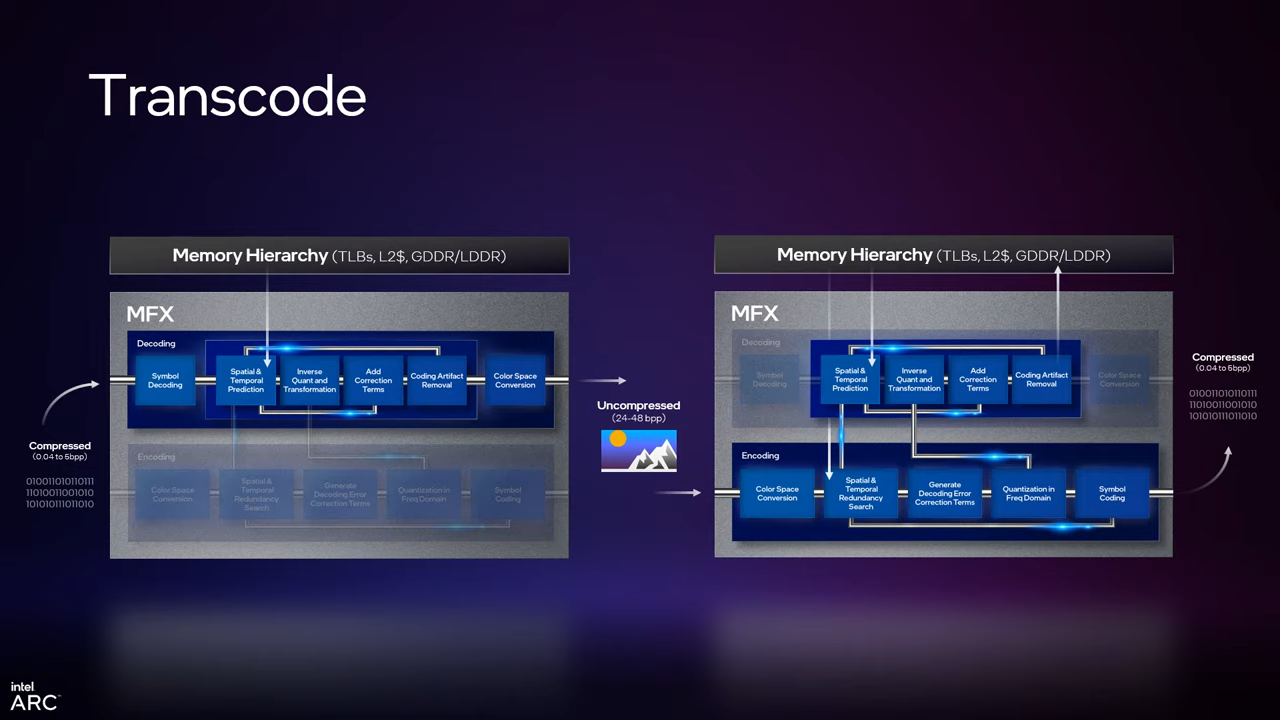 Transcode
Memory Hierarchy (TLBs, L2$, GDDR/LDDR)
MFX
Decoding
Symbol
Decoding
Spatial &
Temporal
Prediction
Inverse
Quant and
Transformation
Add
Correction
Terms
Coding Artifact
Removal
Color Space
Conversion
Encoding
Color Space
Conversion
Spatial &
Temporal
Redundancy
Search
Generate
Decoding Error
Correction Terms
Quantization in
Freq Domain
Symbol
Coding
Compressed
(0.04 to 5bpp)
01001101011011
11010011001010
10101011101010
Uncompressed
(24-48 bpp)
Memory Hierarchy (TLBs, L2$, GDDR/LDDR)
MFX
Decoding
Symbol
Decoding
Spatial &
Temporal
Prediction
Inverse
Quant and
Transformation
Add
Correction
Terms
Coding Artifact
Removal
Color Space
Conversion
Encoding
Color Space
Conversion
Spatial &
Temporal
Redundancy
Search
Generate
Decoding Error
Correction Terms
Quantization in
Freq Domain
Symbol
Coding
Compressed
(0.04 to 5bpp)
01001101011011
11010011001010
10101011101010
intel
ARC™